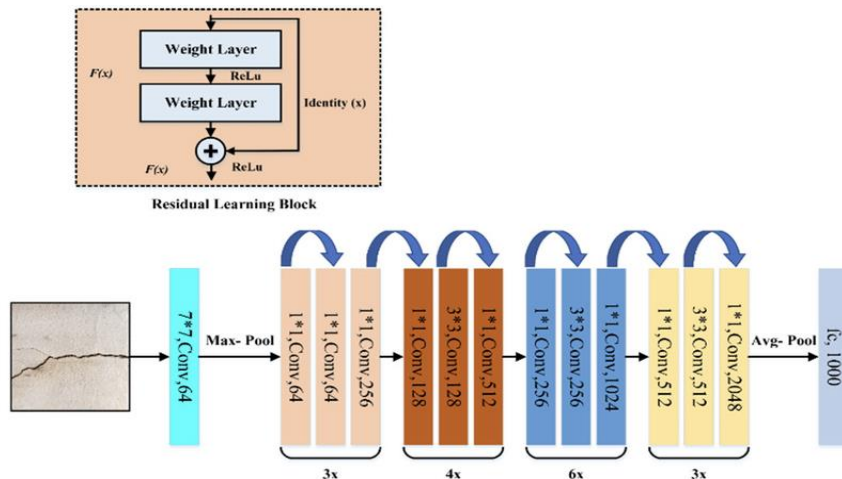 Weight Layer
F(x)
ReLu
Weight Layer
Identity (x)
+
F(x)
ReLu
Residual Learning Block
7*7,Conv,64
Max- Pool
1*1,Conv,64
1*1,Conv,64
1*1,Conv,256
1*1,Conv,128
3*3,Conv,128
1*1,Conv,512
1*1,Conv,256
3*3,Conv,256
1*1,Conv,1024
1*1,Conv,512
3*3,Conv,512
1*1,Conv,2048
Avg- Pool
fc, 1000
3x
4x
6x
3x